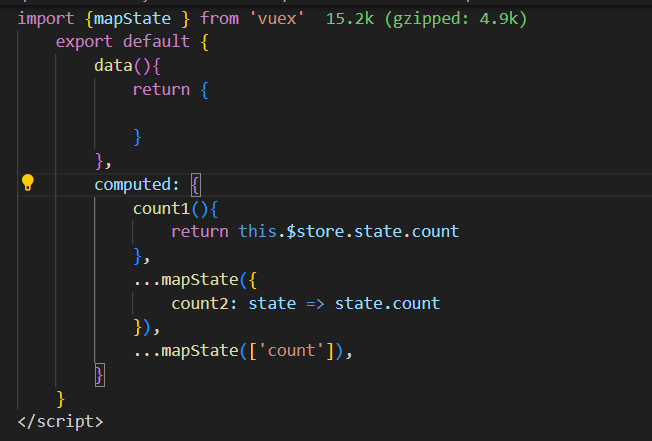 import {mapState } from 'vuex'  15.2k (gzipped: 4.9k)
    export default {
        data(){
            return {

            }
        },
        computed: {
            count1(){
                return this.$store.state.count
            },
            ...mapState({
                count2: state => state.count
            }),
            ...mapState(['count']),
        }
    }
</script>